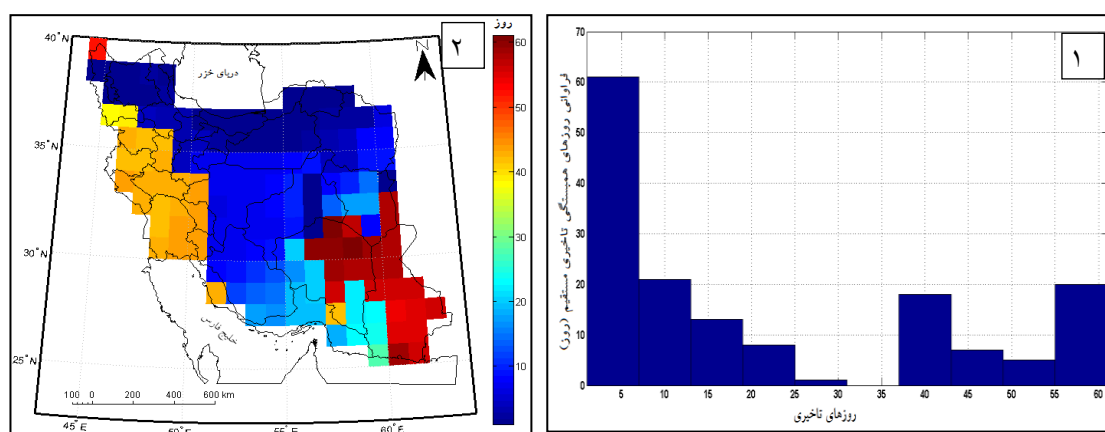 ۲
روز
N
دریای خزر
خلیج فارس
40°N
35°N
30°N
25°N
45°E
50°E
55°E
60°E
100 0 200 400 600 km
60
50
40
30
20
10
۱
فراوانی روزهای همبستگی تاخیری مستقیم (روز)
70
60
50
40
30
20
10
0
5 10 15 20 25 30 35 40 45 50 55 60
روزهای تاخیری